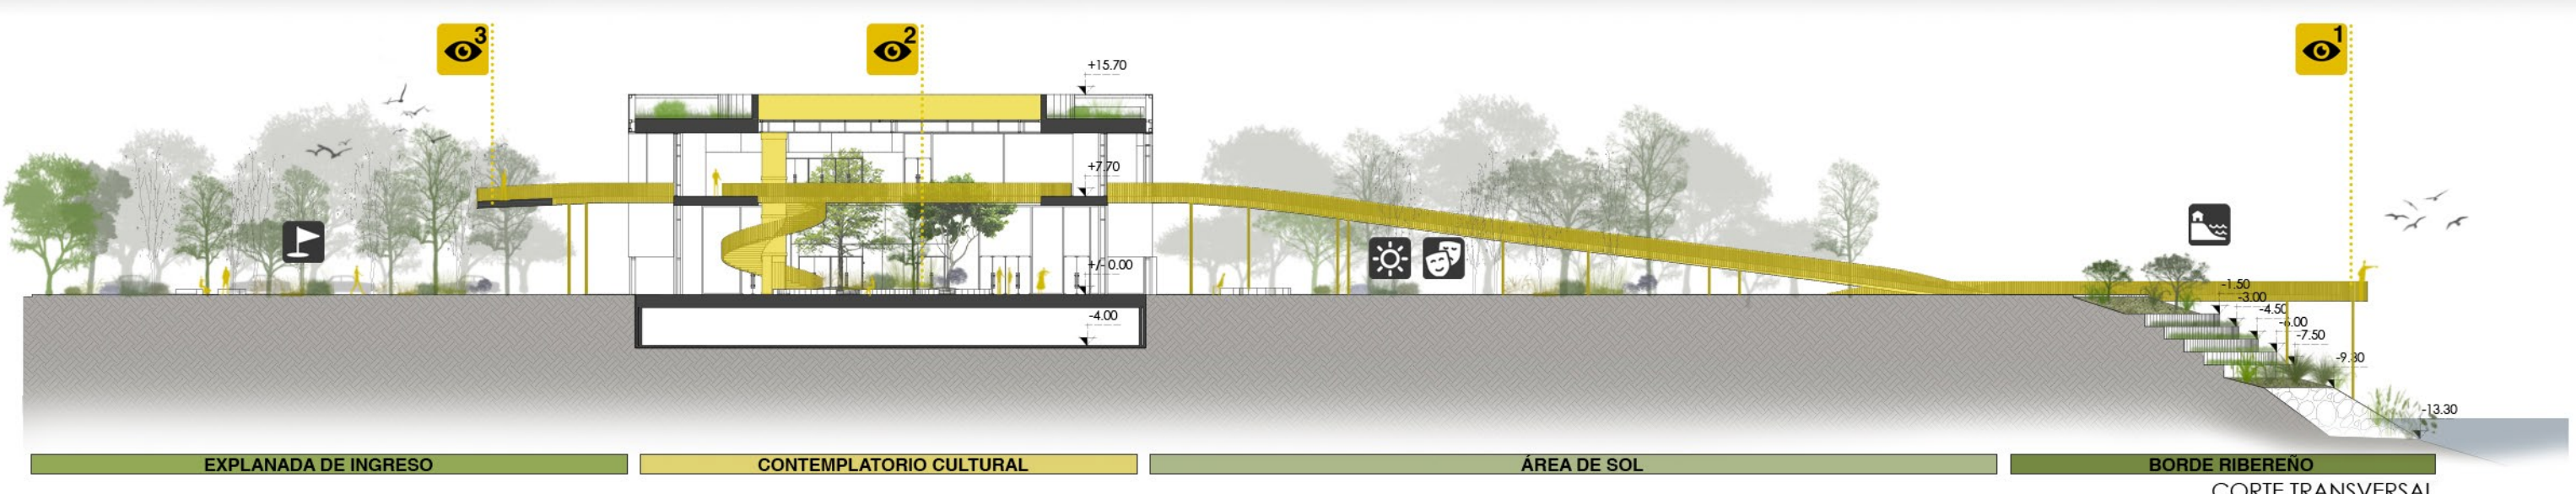 3
2
1
+15.70
+7.70
+/- 0.00
-4.00
-1.50
-3.00
-4.50
-6.00
-7.50
-9.30
-13.30
EXPLANADA DE INGRESO
CONTEMPLATORIO CULTURAL
ÁREA DE SOL
BORDE RIBEREÑO
CORTE TRANSVERSAL